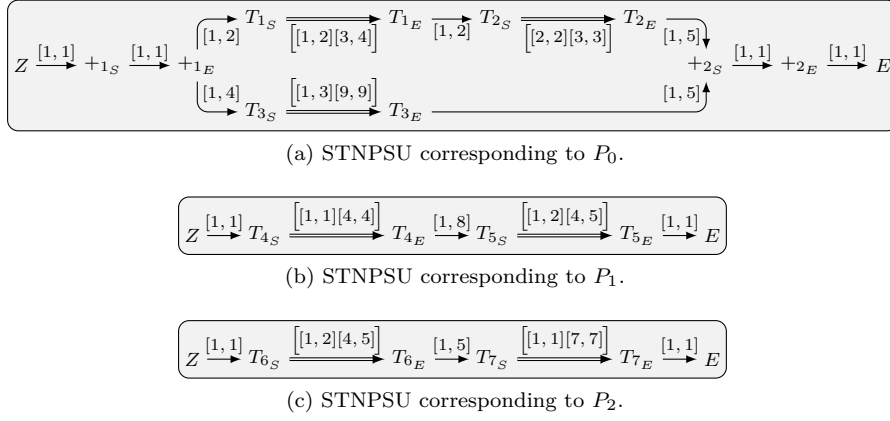 T1S [[1, 2][3, 4]] T1E [1, 2] T2S [[2, 2][3, 3]] T2E
[1, 2] [1, 5]
Z [1, 1] +1S [1, 1] +1E +2S [1, 1] +2E [1, 1] E
[1, 4] [1, 5]
T3S [[1, 3][9, 9]] T3E
(a) STNPSU corresponding to P0.
Z [1, 1] T4S [[1, 1][4, 4]] T4E [1, 8] T5S [[1, 2][4, 5]] T5E [1, 1] E
(b) STNPSU corresponding to P1.
Z [1, 1] T6S [[1, 2][4, 5]] T6E [1, 5] T7S [[1, 1][7, 7]] T7E [1, 1] E
(c) STNPSU corresponding to P2.